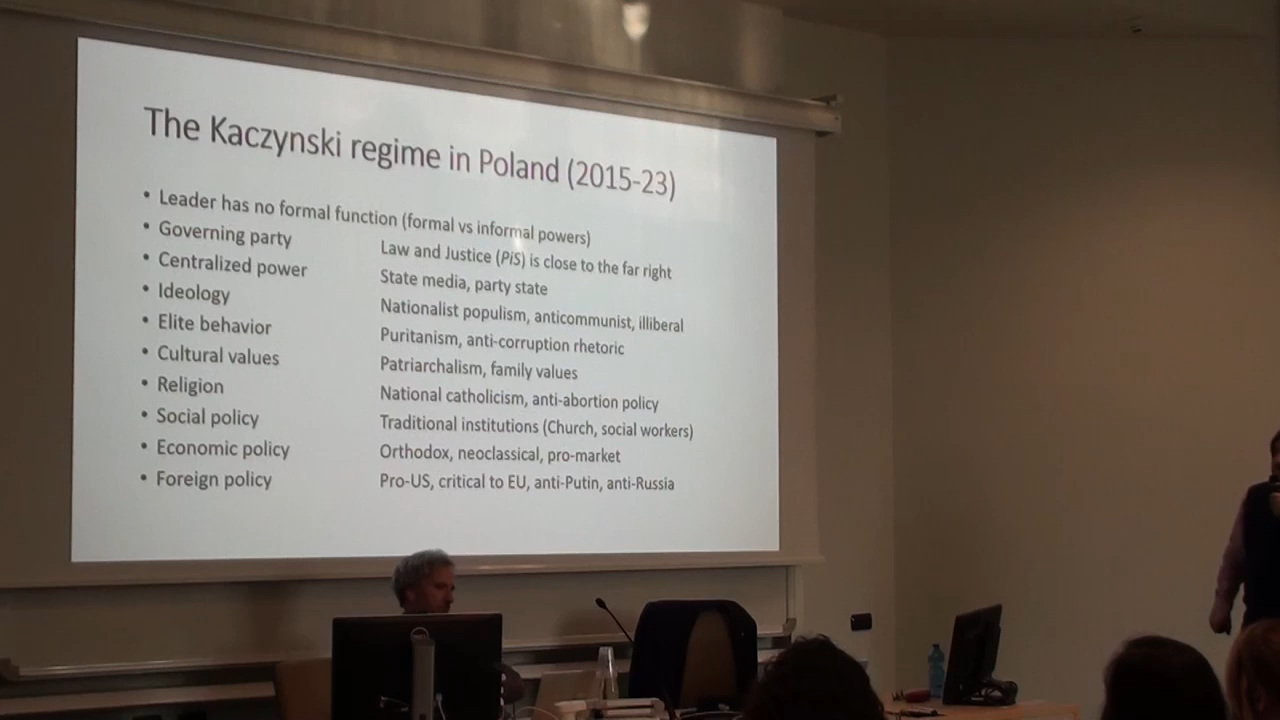 The Kaczynski regime in Poland (2015-23)
• Leader has no formal function (formal vs informal powers)
• Governing party Law and Justice (PiS) is close to the far right
• Centralized power State media, party state
• Ideology Nationalist populism, anticommunist, illiberal
• Elite behavior Puritanism, anti-corruption rhetoric
• Cultural values Patriarchalism, family values
• Religion National catholicism, anti-abortion policy
• Social policy Traditional institutions (Church, social workers)
• Economic policy Orthodox, neoclassical, pro-market
• Foreign policy Pro-US, critical to EU, anti-Putin, anti-Russia